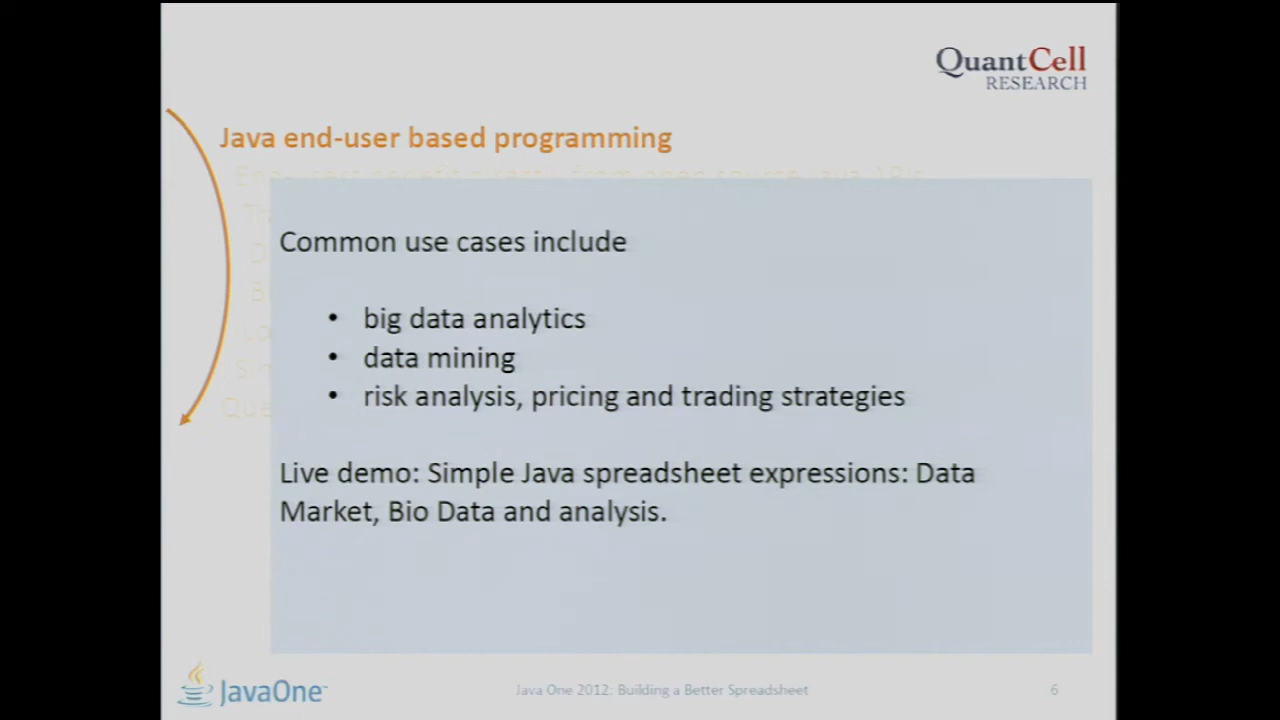 QuantCell
RESEARCH
Java end-user based programming
Common use cases include
• big data analytics
• data mining
• risk analysis, pricing and trading strategies
Live demo: Simple Java spreadsheet expressions: Data
Market, Bio Data and analysis.
JavaOne™
Java One 2012: Building a Better Spreadsheet
6